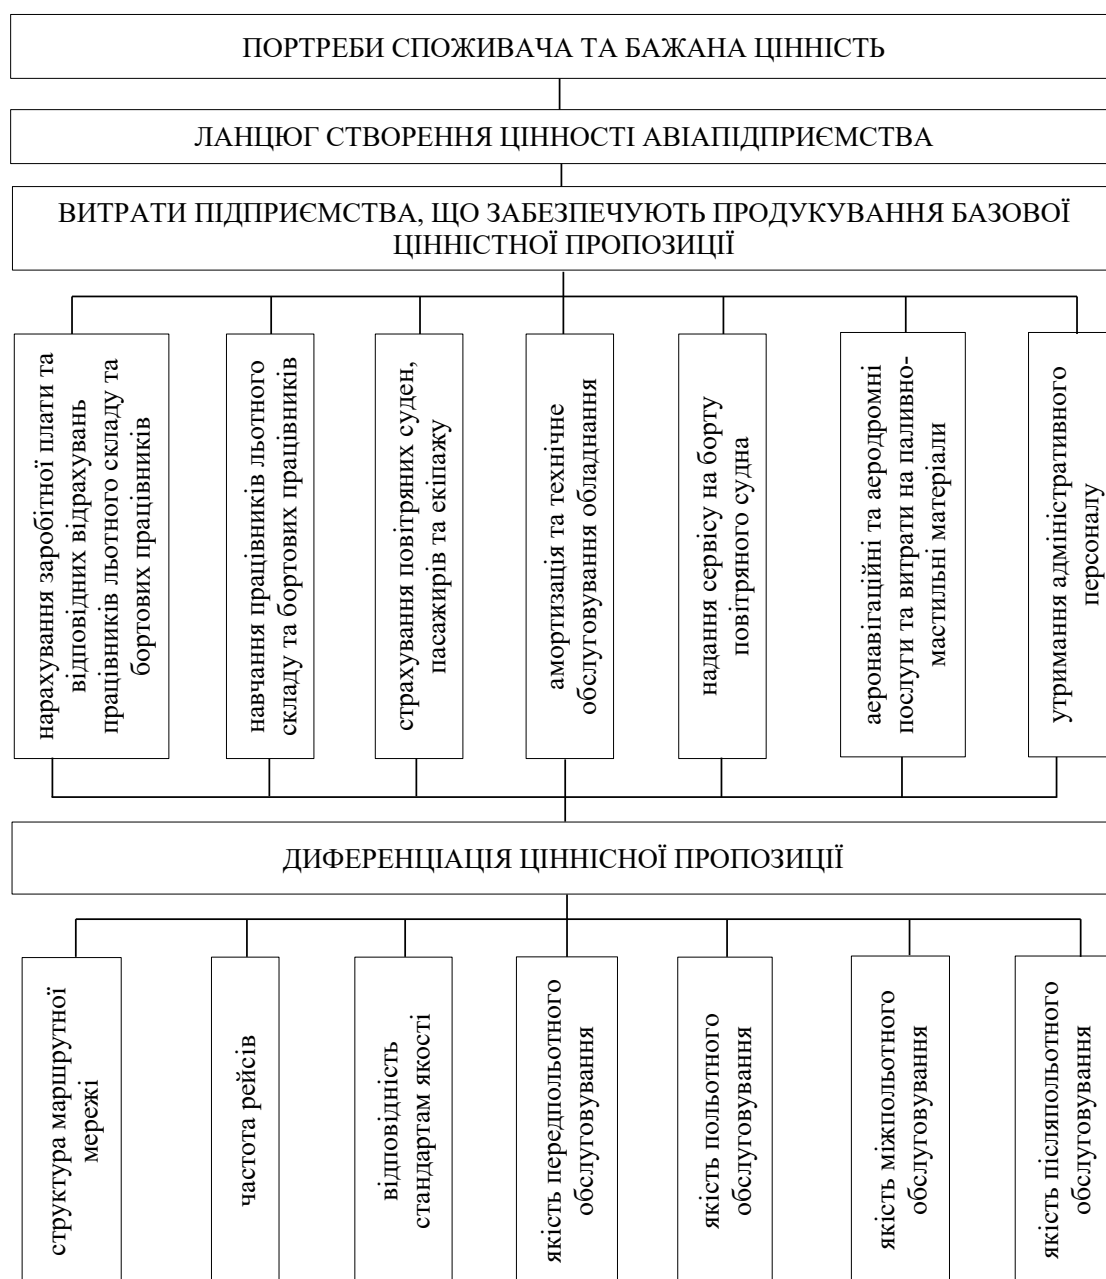 ПОРТРЕБИ СПОЖИВАЧА ТА БАЖАНА ЦІННІСТЬ
ЛАНЦЮГ СТВОРЕННЯ ЦІННОСТІ АВІАПІДПРИЄМСТВА
ВИТРАТИ ПІДПРИЄМСТВА, ЩО ЗАБЕЗПЕЧУЮТЬ ПРОДУКУВАННЯ БАЗОВОЇ
ЦІННІСТНОЇ ПРОПОЗИЦІЇ
нарахування заробітної плати та
відповідних відрахувань
працівників льотного складу та
бортових працівників
навчання працівників льотного
складу та бортових працівників
страхування повітряних суден,
пасажирів та екіпажу
амортизація та технічне
обслуговування обладнання
надання сервісу на борту
повітряного судна
аеронавігаційні та аеродромні
послуги та витрати на паливно-
мастильні матеріали
утримання адміністративного
персоналу
ДИФЕРЕНЦІАЦІЯ ЦІННІСНОЇ ПРОПОЗИЦІЇ
структура маршрутної
мережі
частота рейсів
відповідність
стандартам якості
якість передпольотного
обслуговування
якість польотного
обслуговування
якість міжпольотного
обслуговування
якість післяпольотного
обслуговування